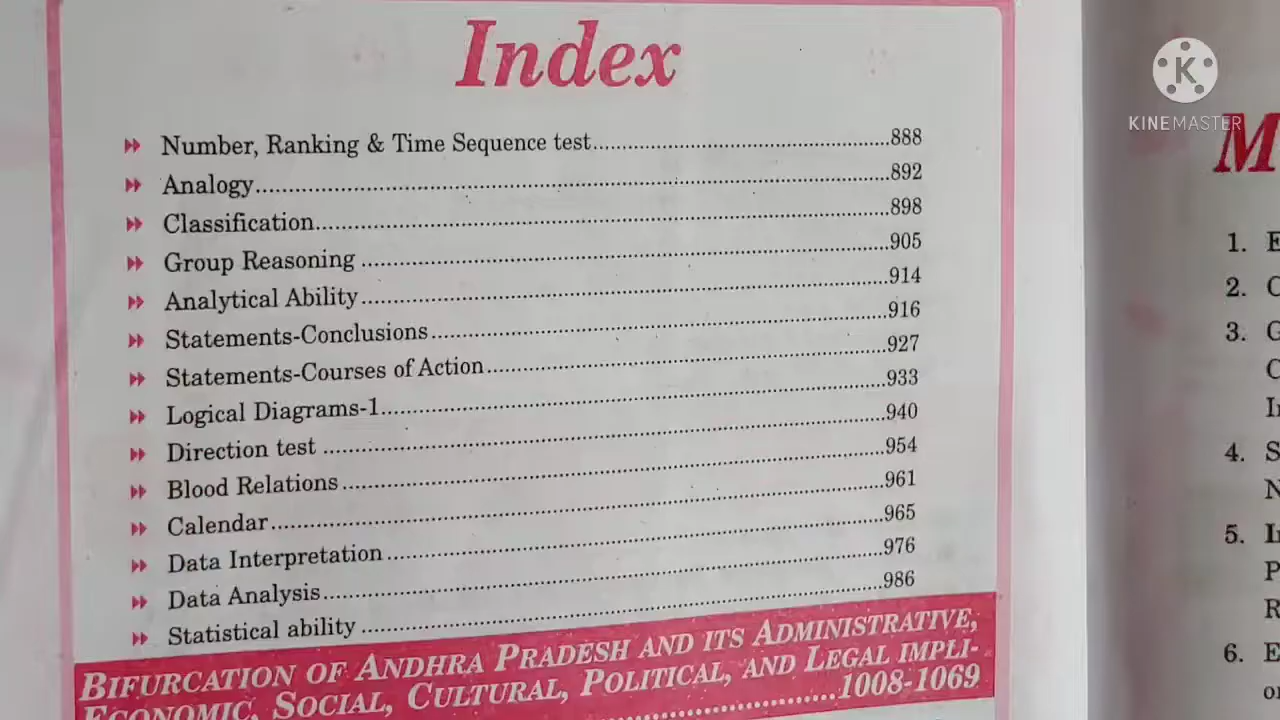 Index
Number, Ranking & Time Sequence test....................888
Analogy....................892
Classification....................898
Group Reasoning ....................905
Analytical Ability....................914
Statements-Conclusions....................916
Statements-Courses of Action....................927
Logical Diagrams-1....................933
Direction test ....................940
Blood Relations ....................954
Calendar....................961
Data Interpretation....................965
Data Analysis....................976
Statistical ability ....................986
BIFURCATION OF ANDHRA PRADESH AND ITS ADMINISTRATIVE,
ECONOMIC, SOCIAL, CULTURAL, POLITICAL, AND LEGAL IMPLI-
....................1008-1069
KINEMASTER
M
1. E
2. C
3. G
C
I
4. S
N
5. I
P
R
6. E